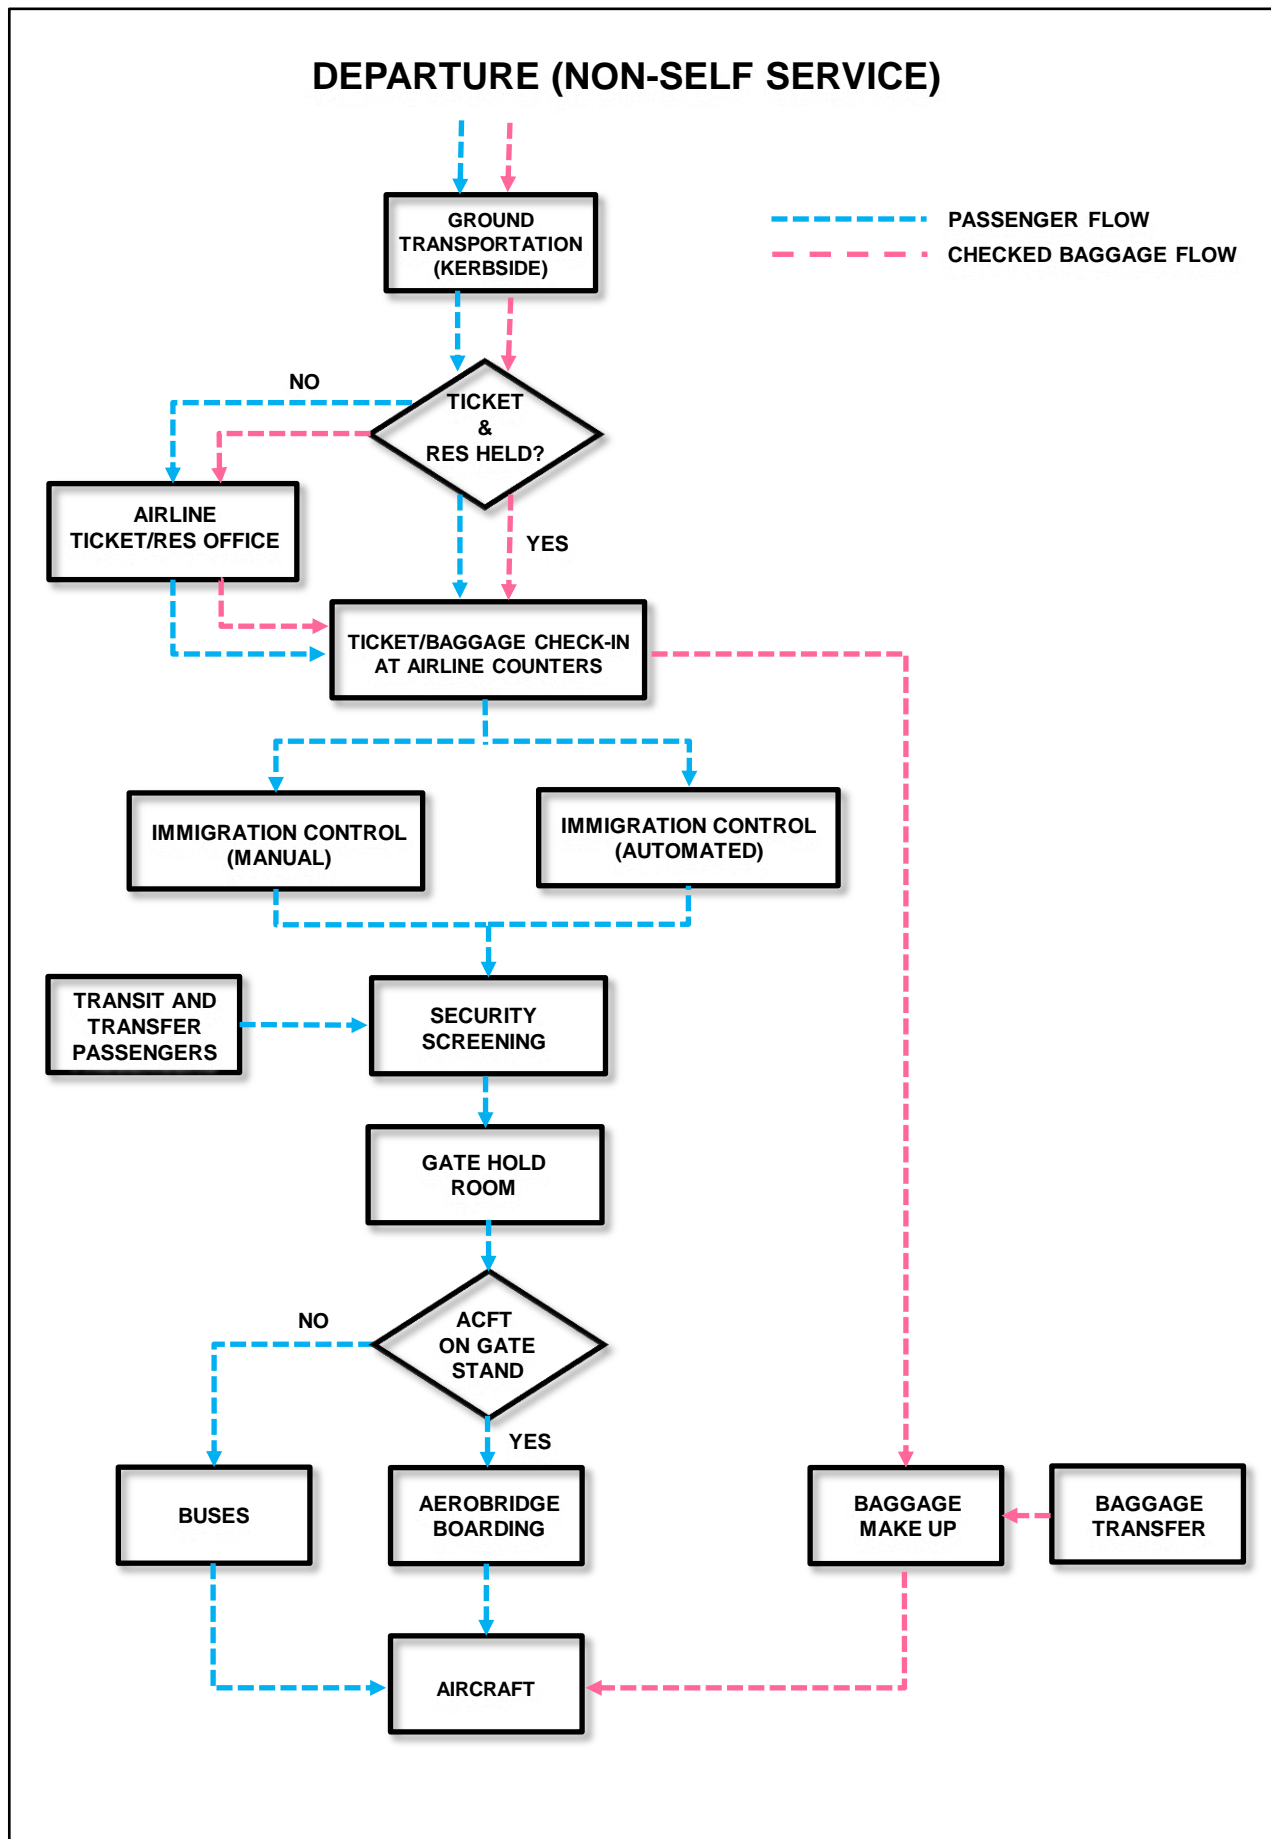 DEPARTURE (NON-SELF SERVICE)
GROUND
TRANSPORTATION
(KERBSIDE)
PASSENGER FLOW
CHECKED BAGGAGE FLOW
NO
TICKET
&
RES HELD?
YES
AIRLINE
TICKET/RES OFFICE
TICKET/BAGGAGE CHECK-IN
AT AIRLINE COUNTERS
IMMIGRATION CONTROL
(MANUAL)
IMMIGRATION CONTROL
(AUTOMATED)
TRANSIT AND
TRANSFER
PASSENGERS
SECURITY
SCREENING
GATE HOLD
ROOM
NO
ACFT
ON GATE
STAND
YES
BUSES
AEROBRIDGE
BOARDING
BAGGAGE
MAKE UP
BAGGAGE
TRANSFER
AIRCRAFT